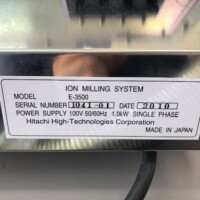 ION MILLING SYSTEM
MODEL E-3500
SERIAL NUMBER 1041-01 DATE 2010
POWER SUPPLY 100V 50/60Hz 1.0kW SINGLE PHASE
Hitachi High-Technologies Corporation
MADE IN JAPAN